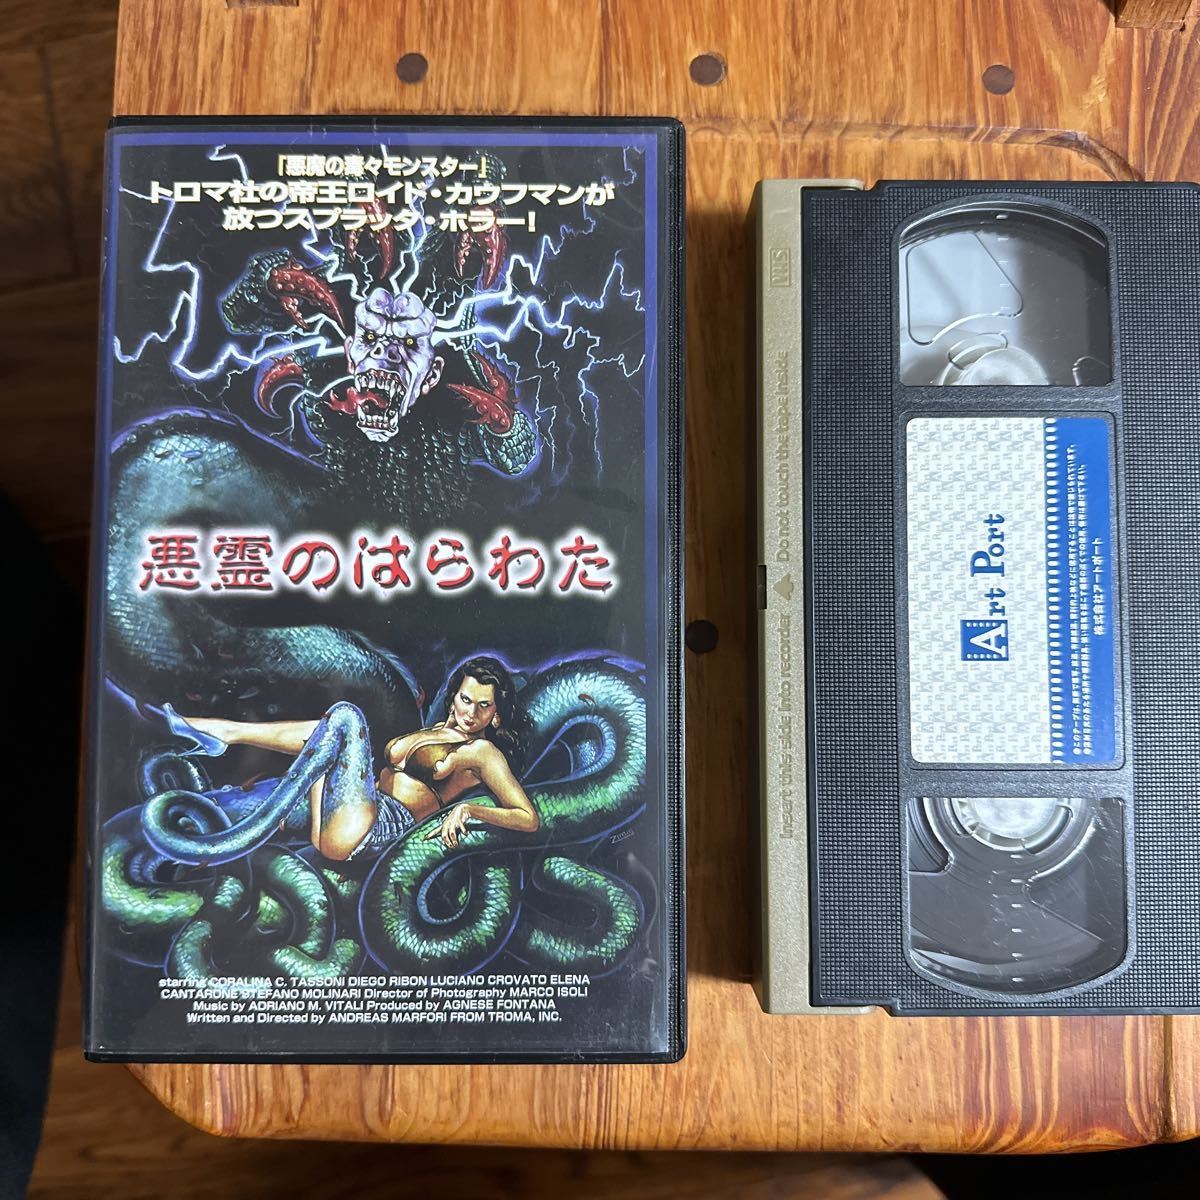 『悪魔の毒々モンスター』
トロマ社の帝王ロイド・カウフマンが
放つスプラッタ・ホラー!
悪霊のはらわた
Zimus
starring CORALINA C. TASSONI DIEGO RIBON LUCIANO CROVATO ELENA
CANTARONE STEFANO MOLINARI Director of Photography MARCO ISOLI
Music by ADRIANO M. VITALI Produced by AGNESE FONTANA
Written and Directed by ANDREAS MARFORI FROM TROMA, INC.
VHS
Insert this side into recorder Do not touch the tape inside
Art Port
株式会社アートポート